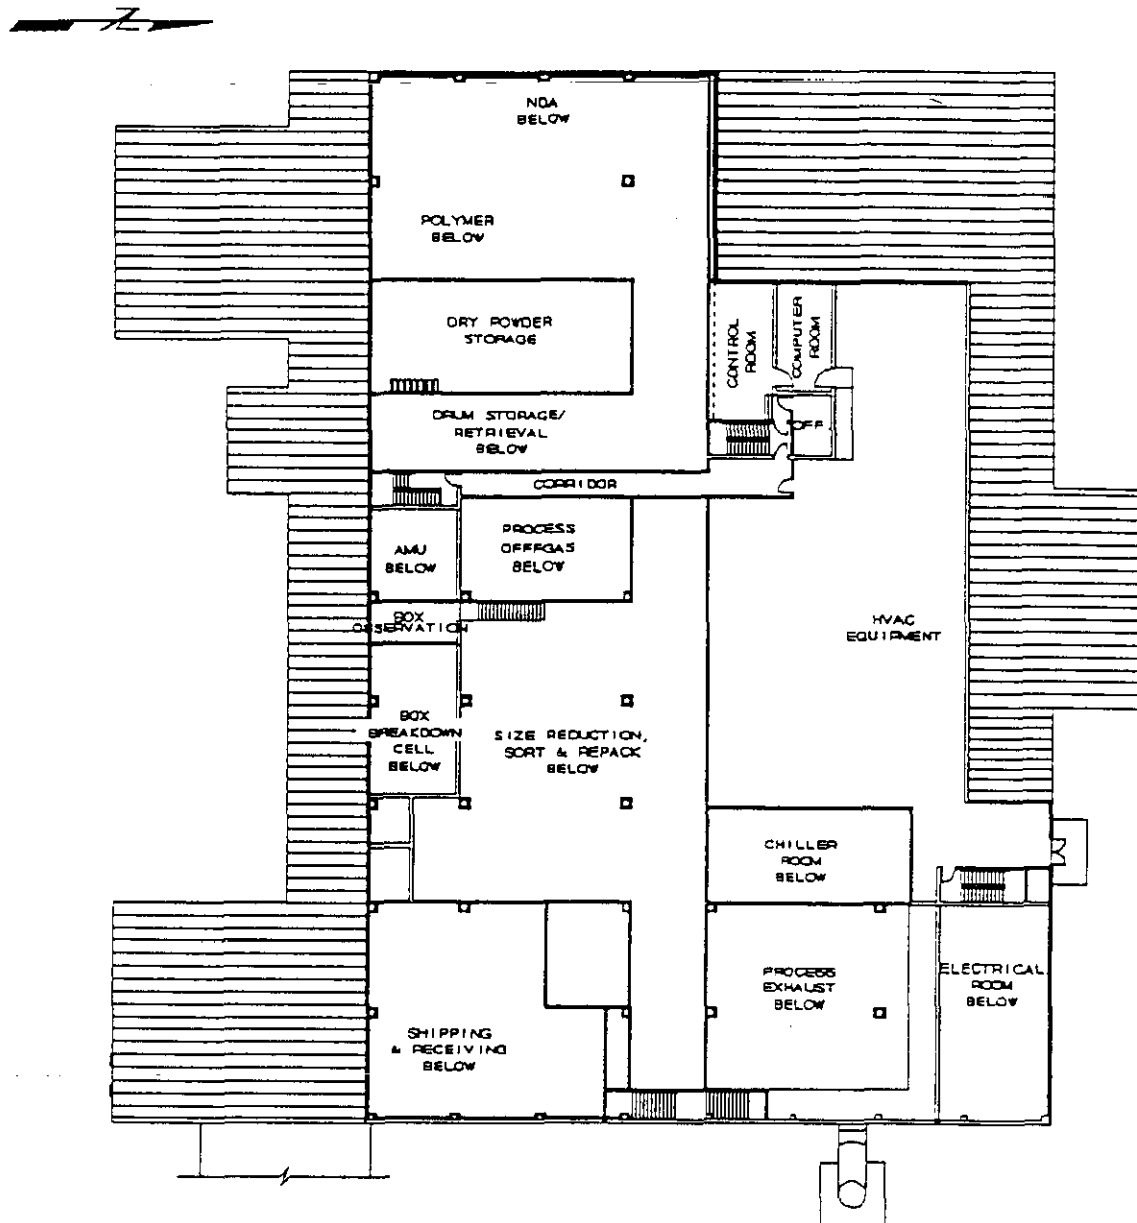 N
NDA
BELOW
POLYMER
BELOW
DRY POWDER
STORAGE
CONTROL
ROOM
COMPUTER
ROOM
DRUM STORAGE/
RETRIEVAL
BELOW
OFF
CORRIDOR
AMU
BELOW
PROCESS
OFFGAS
BELOW
BOX
OBSERVATION
HVAC
EQUIPMENT
BOX
BREAKDOWN
CELL
BELOW
SIZE REDUCTION,
SORT & REPACK
BELOW
CHILLER
ROOM
BELOW
PROCESS
EXHAUST
BELOW
ELECTRICAL
ROOM
BELOW
SHIPPING
& RECEIVING
BELOW